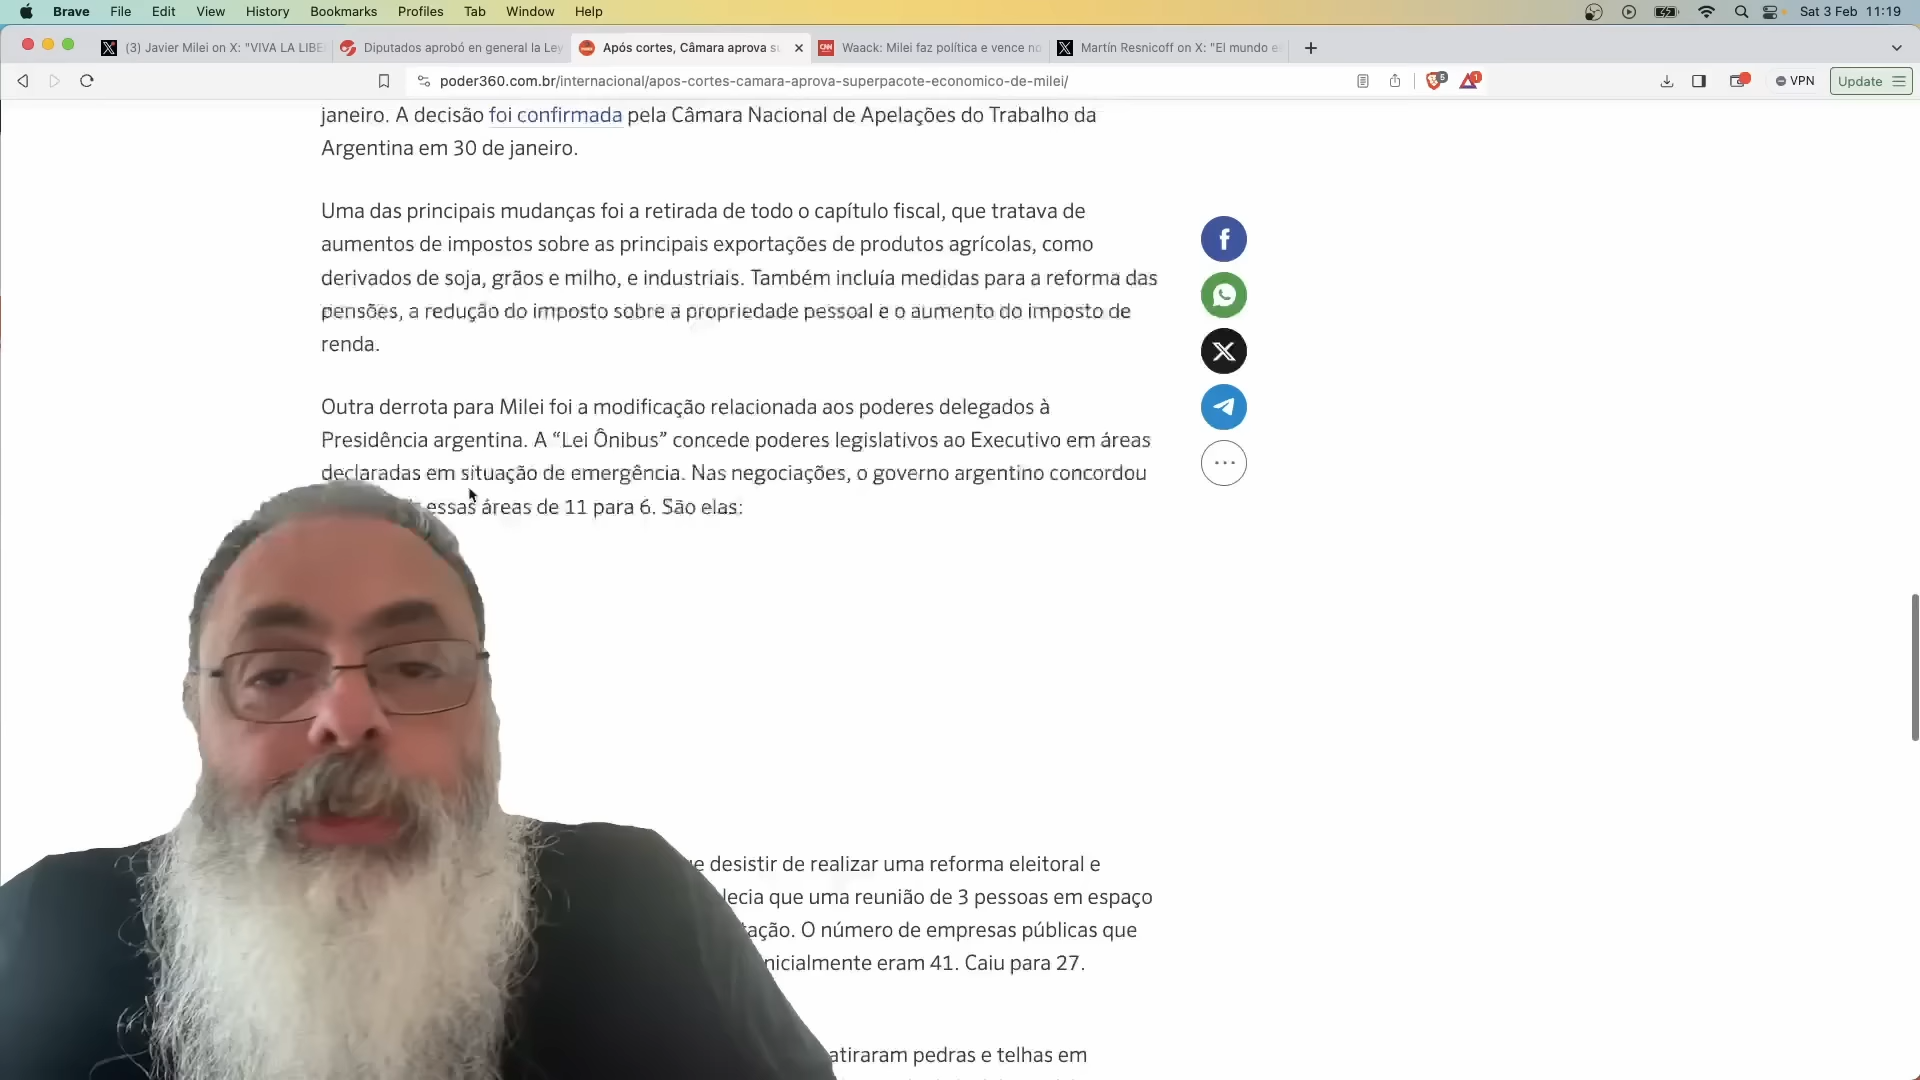 Brave File Edit View History Bookmarks Profiles Tab Window Help Sat 3 Feb 11:19
(3) Javier Milei on X: "VIVA LA LIBE
Diputados aprobó en general la Ley
Após cortes, Câmara aprova su
Waack: Milei faz política e vence no
Martín Resnicoff on X: "El mundo e
poder360.com.br/internacional/apos-cortes-camara-aprova-superpacote-economico-de-milei/
5
1
VPN
Update
janeiro. A decisão foi confirmada pela Câmara Nacional de Apelações do Trabalho da
Argentina em 30 de janeiro.
Uma das principais mudanças foi a retirada de todo o capítulo fiscal, que tratava de
aumentos de impostos sobre as principais exportações de produtos agrícolas, como
derivados de soja, grãos e milho, e industriais. Também incluía medidas para a reforma das
pensões, a redução do imposto sobre a propriedade pessoal e o aumento do imposto de
renda.
Outra derrota para Milei foi a modificação relacionada aos poderes delegados à
Presidência argentina. A “Lei Ônibus” concede poderes legislativos ao Executivo em áreas
declaradas em situação de emergência. Nas negociações, o governo argentino concordou
essas áreas de 11 para 6. São elas:
desistir de realizar uma reforma eleitoral e
que uma reunião de 3 pessoas em espaço
O número de empresas públicas que
nicialmente eram 41. Caiu para 27.
atiraram pedras e telhas em